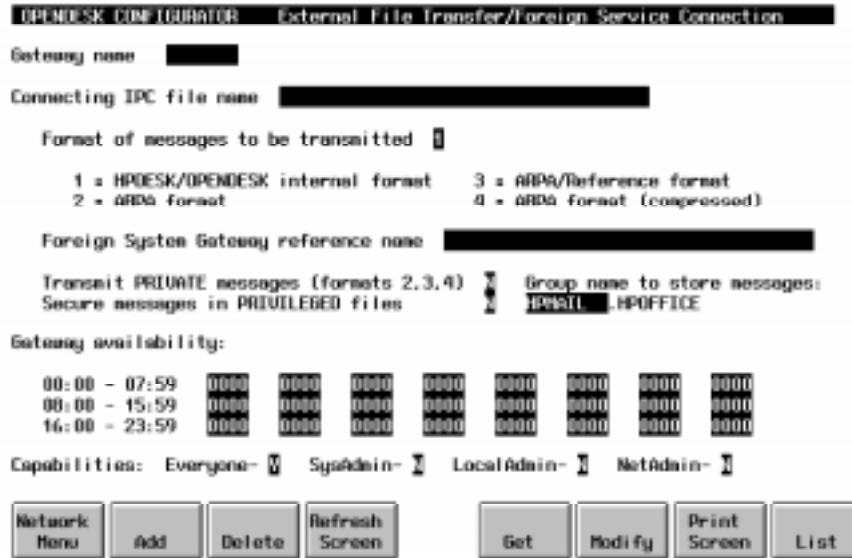 OPENDESK CONFIGURATOR External File Transfer/Foreign Service Connection
Gateway name
Connecting IPC file name
Format of messages to be transmitted 1
1 = HPDESK/OPENDESK internal format 3 = ARPA/Reference format
2 = ARPA format 4 = ARPA format (compressed)
Foreign System Gateway reference name
Transmit PRIVATE messages (formats 2,3,4) Group name to store messages:
Secure messages in PRIVILEGED files HPMAIL .HPOFFICE
Gateway availability:
00:00 - 07:59 0000 0000 0000 0000 0000 0000 0000 0000
08:00 - 15:59 0000 0000 0000 0000 0000 0000 0000 0000
16:00 - 23:59 0000 0000 0000 0000 0000 0000 0000 0000
Capabilities: Everyone- SysAdmin- LocalAdmin- NetAdmin-
Network Menu Add Delete Refresh Screen Get Modify Print Screen List